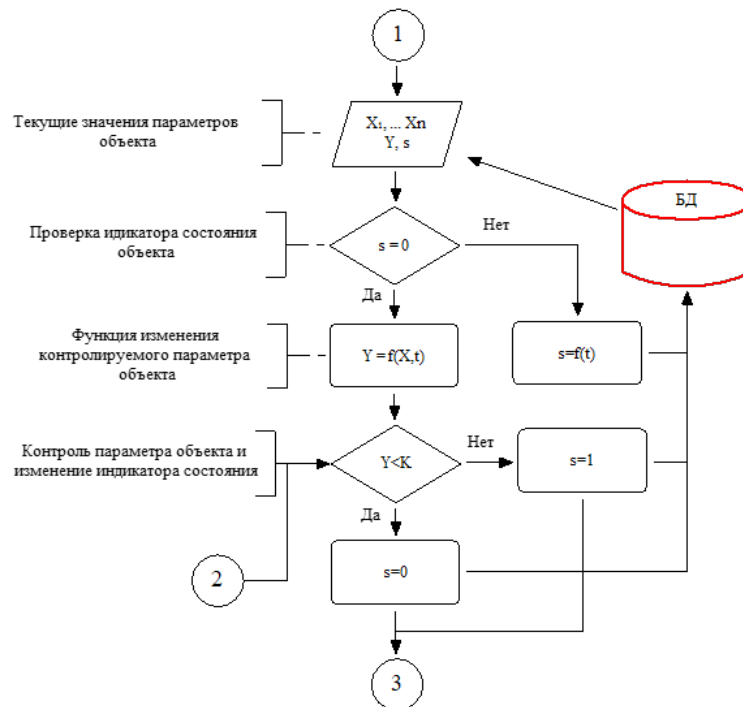 1
Текущие значения параметров
объекта
X₁, ... Xn
Y, s
БД
Проверка идикатора состояния
объекта
s = 0
Нет
Да
Функция изменения
контролируемого параметра
объекта
Y = f(X,t)
s=f(t)
Контроль параметра объекта и
изменение индикатора состояния
Y<K
Нет
s=1
Да
2
s=0
3